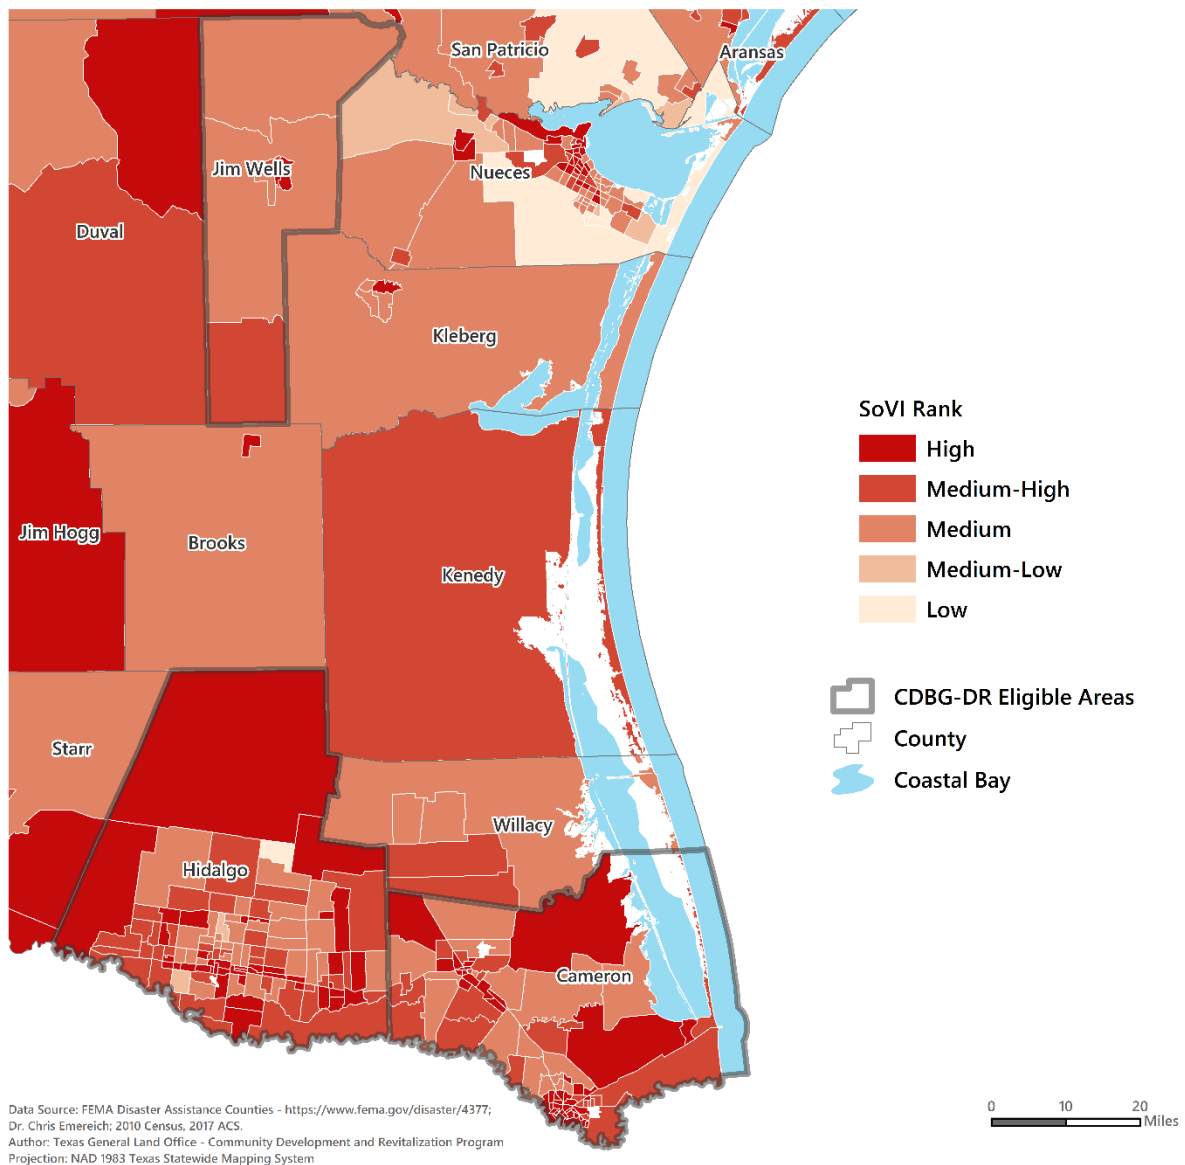 San Patricio
Aransas
Jim Wells
Nueces
Duval
Kleberg
SoVI Rank
High
Medium-High
Jim Hogg
Brooks
Medium
Kenedy
Medium-Low
Low
CDBG-DR Eligible Areas
Starr
County
Coastal Bay
Willacy
Hidalgo
Cameron
Data Source: FEMA Disaster Assistance Counties - https://www.fema.gov/disaster/4377;
Dr. Chris Emereich; 2010 Census, 2017 ACS.
Author: Texas General Land Office - Community Development and Revitalization Program
Projection: NAD 1983 Texas Statewide Mapping System
0 10 20
Miles